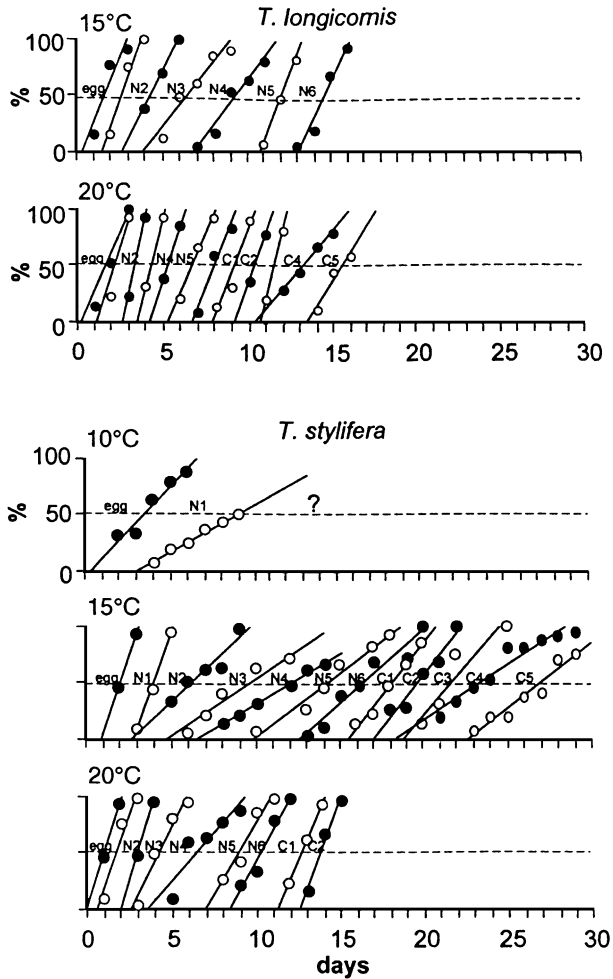 T. longicornis
15°C
100
50
0
%
egg N2 N3 N4 N5 N6
20°C
100
50
0
%
egg N2 N4 N5 C1 C2 C4 C5
0 5 10 15 20 25 30
T. stylifera
10°C
100
50
0
%
egg N1 ?
15°C
egg N1 N2 N3 N4 N5 N6 C1 C2 C3 C4 C5
20°C
egg N2 N3 N4 N5 N6 C1 C2
0 5 10 15 20 25 30
days